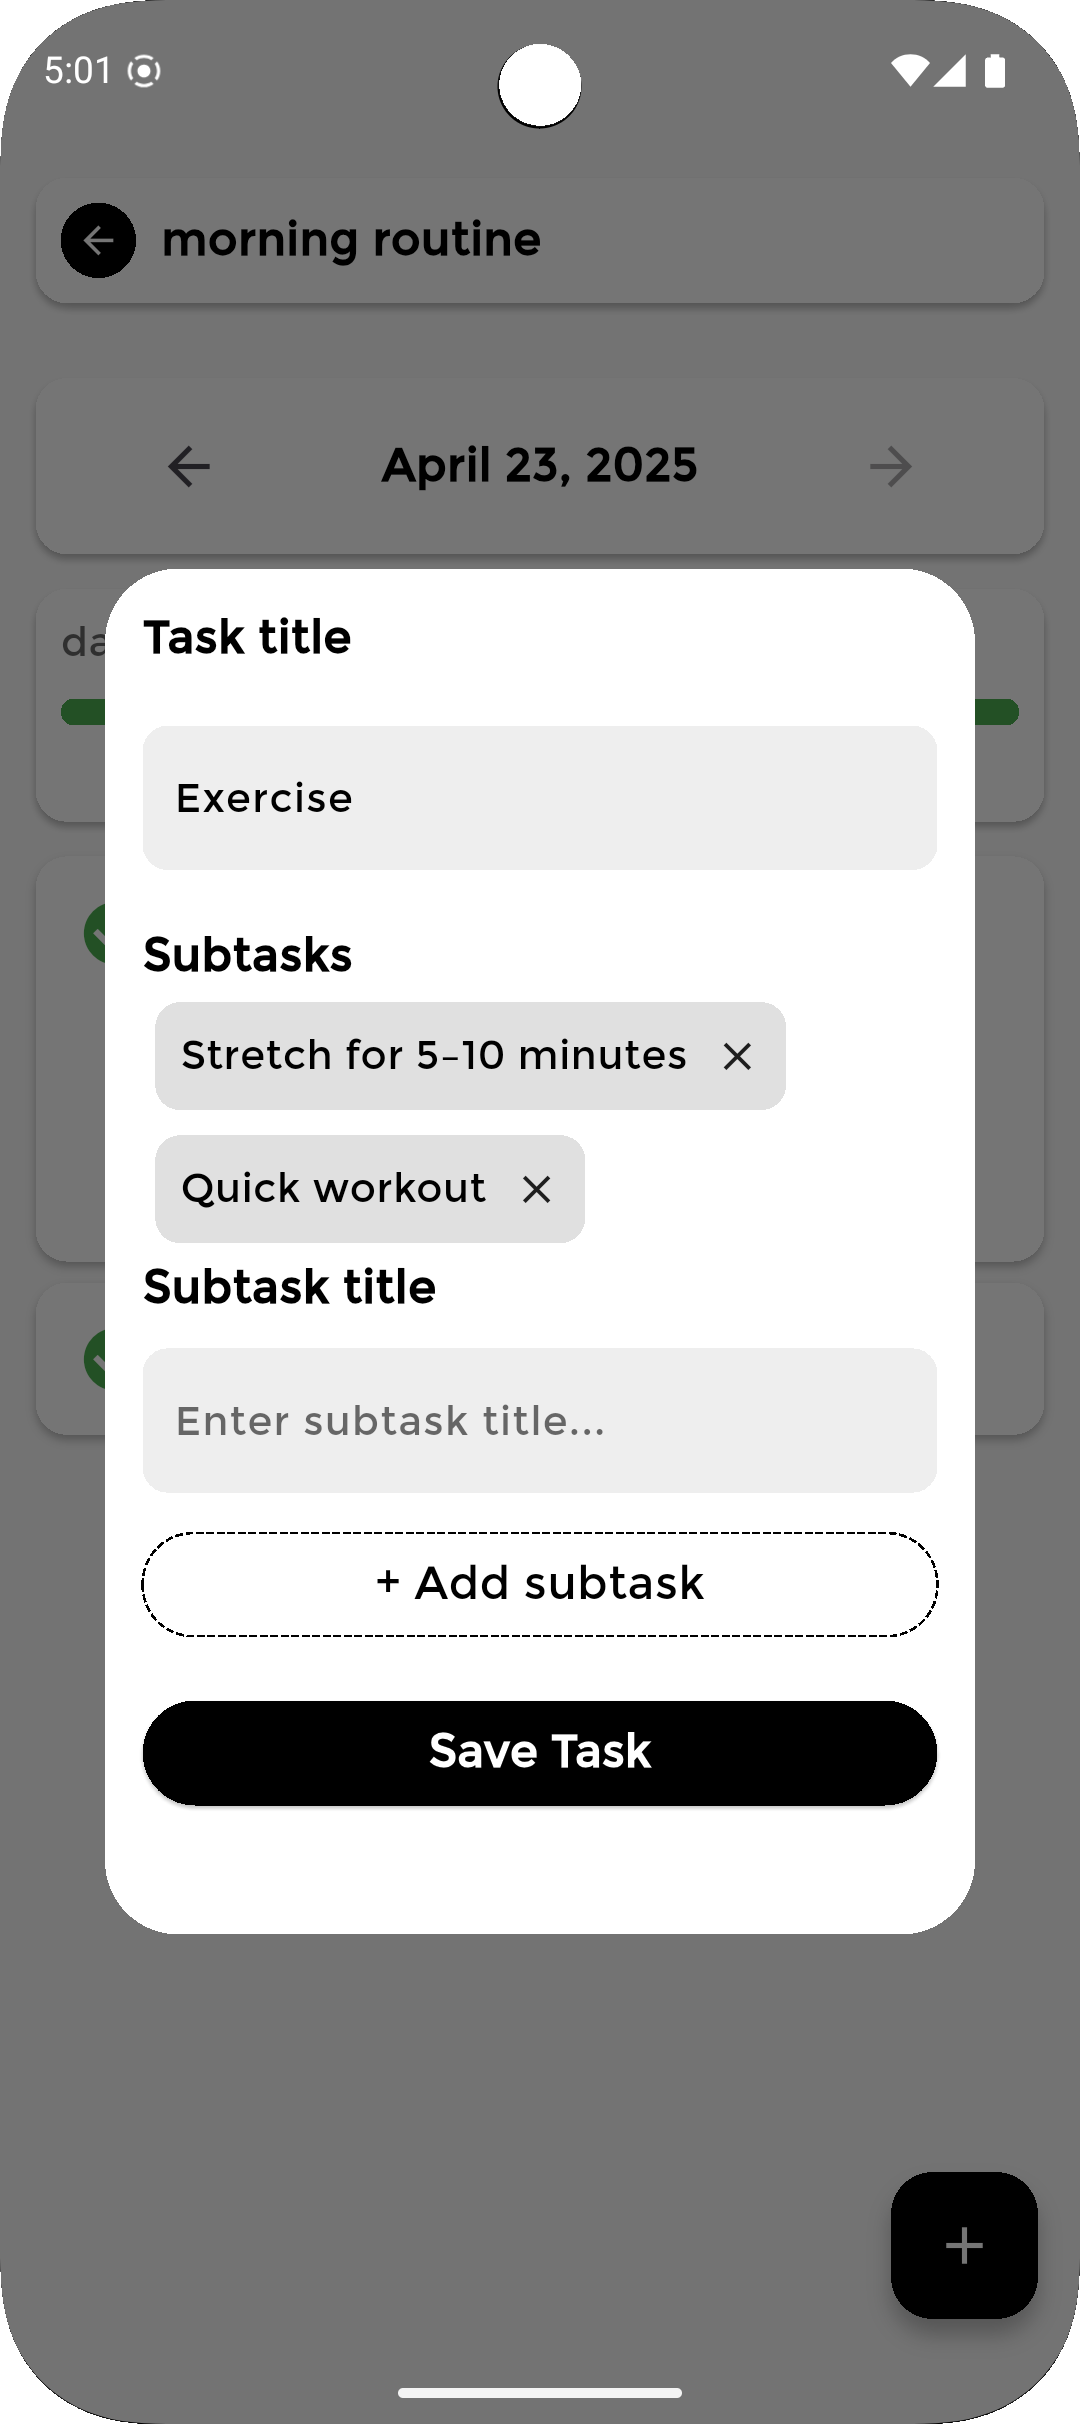 5:01
morning routine
April 23, 2025
da
Task title
Exercise
Subtasks
Stretch for 5-10 minutes
Quick workout
Subtask title
Enter subtask title...
+ Add subtask
Save Task